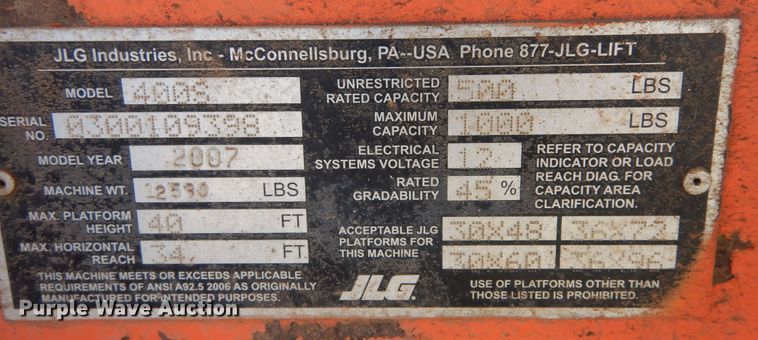 JLG Industries, Inc - McConnellsburg, PA--USA Phone 877-JLG-LIFT
MODEL 400S
SERIAL NO. 0300109398
MODEL YEAR 2007
MACHINE WT. 12590 LBS
MAX. PLATFORM HEIGHT 40 FT
MAX. HORIZONTAL REACH 34 FT.
THIS MACHINE MEETS OR EXCEEDS APPLICABLE
REQUIREMENTS OF ANSI A92.5 2006 AS ORIGINALLY
MANUFACTURED FOR INTENDED PURPOSES.
UNRESTRICTED
RATED CAPACITY 500 LBS
MAXIMUM
CAPACITY 1000 LBS
ELECTRICAL
SYSTEMS VOLTAGE 12
RATED
GRADABILITY 45 %
REFER TO CAPACITY
INDICATOR OR LOAD
REACH DIAG. FOR
CAPACITY AREA
CLARIFICATION.
ACCEPTABLE JLG
PLATFORMS FOR
THIS MACHINE
30X48 36X73
30X60 36X96
JLG.
USE OF PLATFORMS OTHER THAN
THOSE LISTED IS PROHIBITED.
Purple Wave Auction